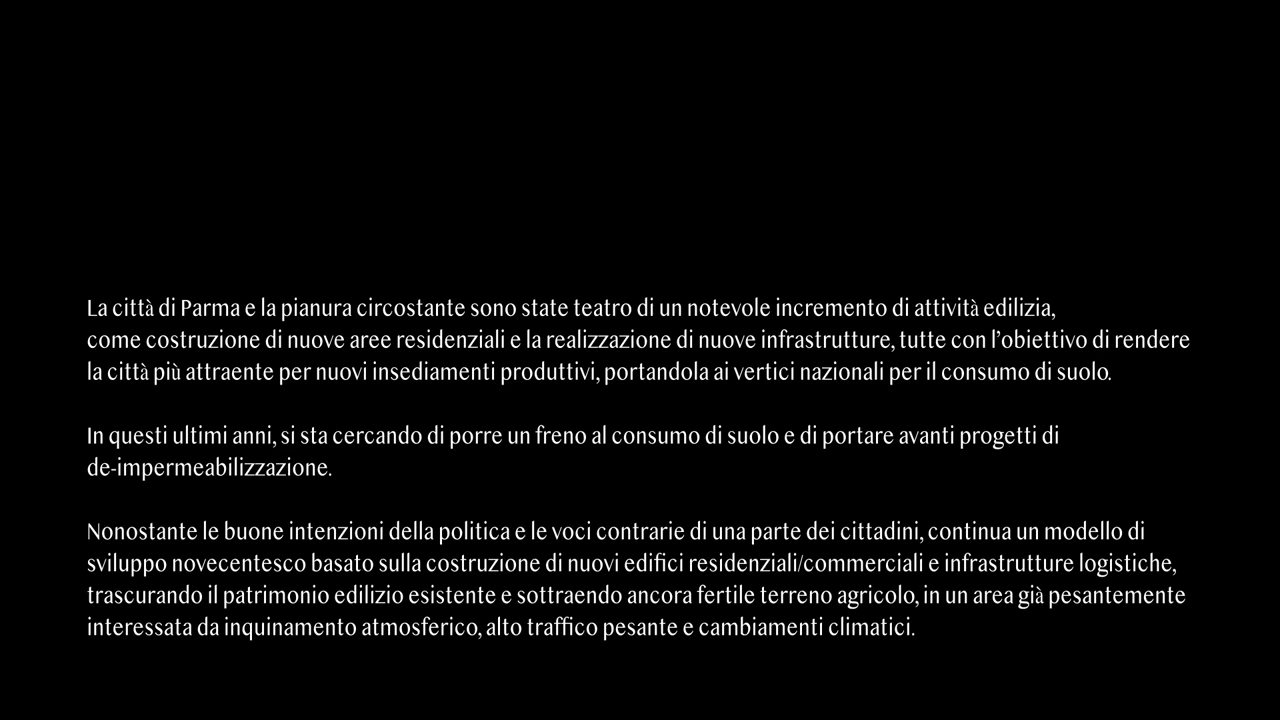 La città di Parma e la pianura circostante sono state teatro di un notevole incremento di attività edilizia,
come costruzione di nuove aree residenziali e la realizzazione di nuove infrastrutture, tutte con l’obiettivo di rendere
la città più attraente per nuovi insediamenti produttivi, portandola ai vertici nazionali per il consumo di suolo.
In questi ultimi anni, si sta cercando di porre un freno al consumo di suolo e di portare avanti progetti di
de-impermeabilizzazione.
Nonostante le buone intenzioni della politica e le voci contrarie di una parte dei cittadini, continua un modello di
sviluppo novecentesco basato sulla costruzione di nuovi edifici residenziali/commerciali e infrastrutture logistiche,
trascurando il patrimonio edilizio esistente e sottraendo ancora fertile terreno agricolo, in un area già pesantemente
interessata da inquinamento atmosferico, alto traffico pesante e cambiamenti climatici.